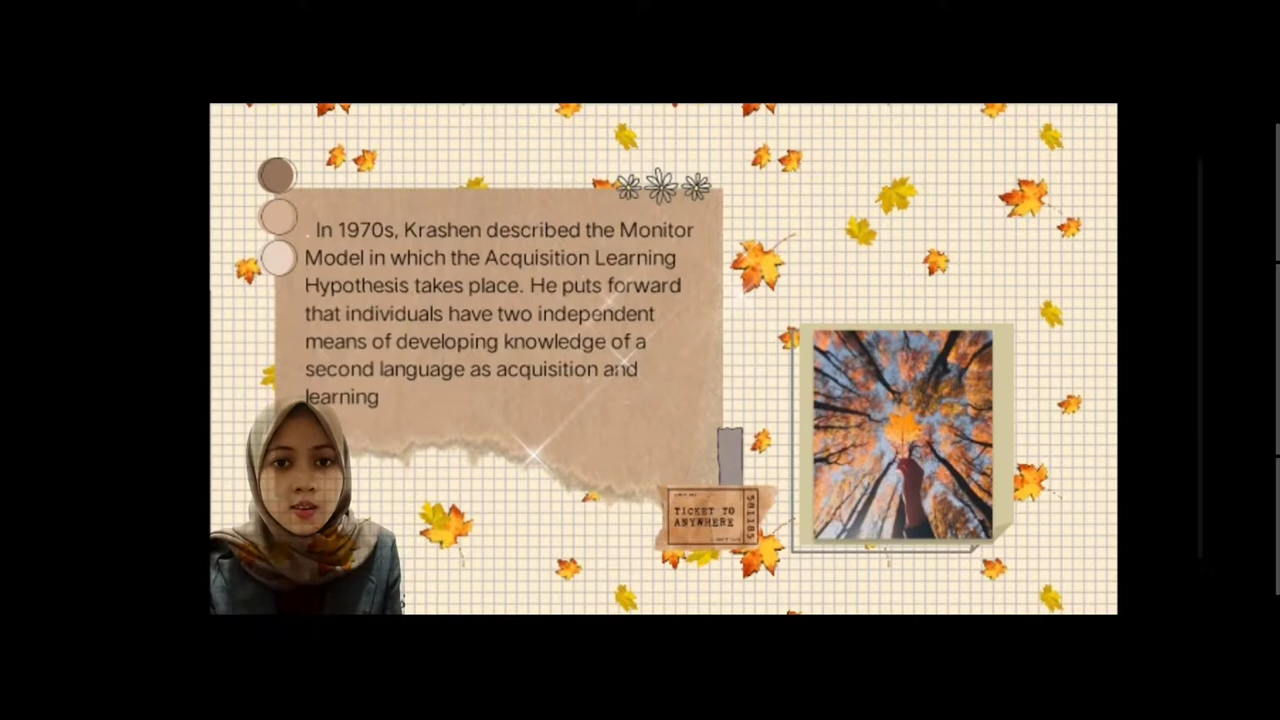 . In 1970s, Krashen described the Monitor
Model in which the Acquisition Learning
Hypothesis takes place. He puts forward
that individuals have two independent
means of developing knowledge of a
second language as acquisition and
learning
TICKET TO
ANYWHERE
581185